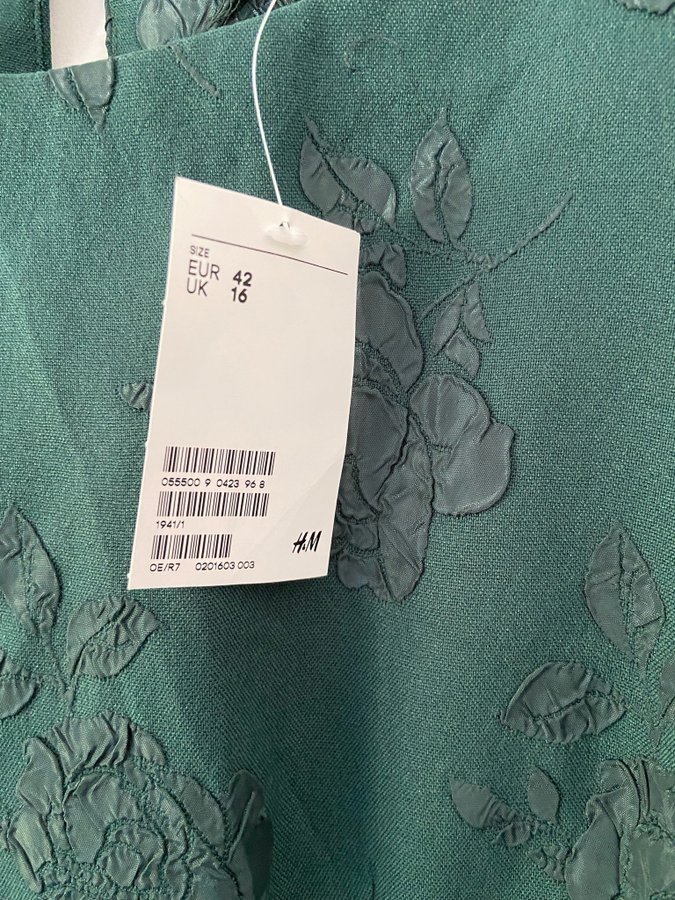 SIZE
EUR 42
UK 16
055500 9 0423 96 8
1941/1
OE/R7 0201603 003
H&M